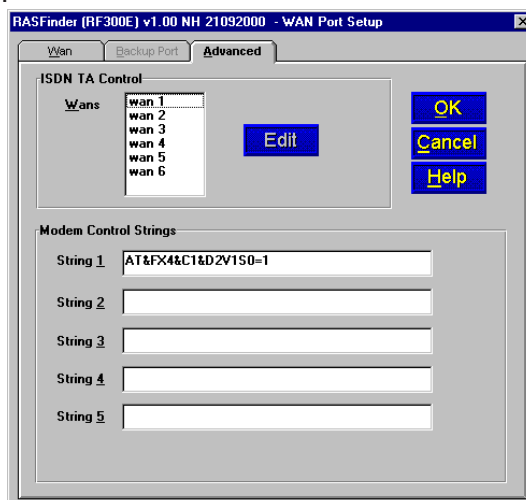 RASFinder (RF300E) v1.00 NH 21092000 - WAN Port Setup
Wan Backup Port Advanced
ISDN TA Control
Wans
wan 1
wan 2
wan 3
wan 4
wan 5
wan 6
Edit
OK
Cancel
Help
Modem Control Strings
String 1 AT&FX4&C1&D2V1S0=1
String 2
String 3
String 4
String 5